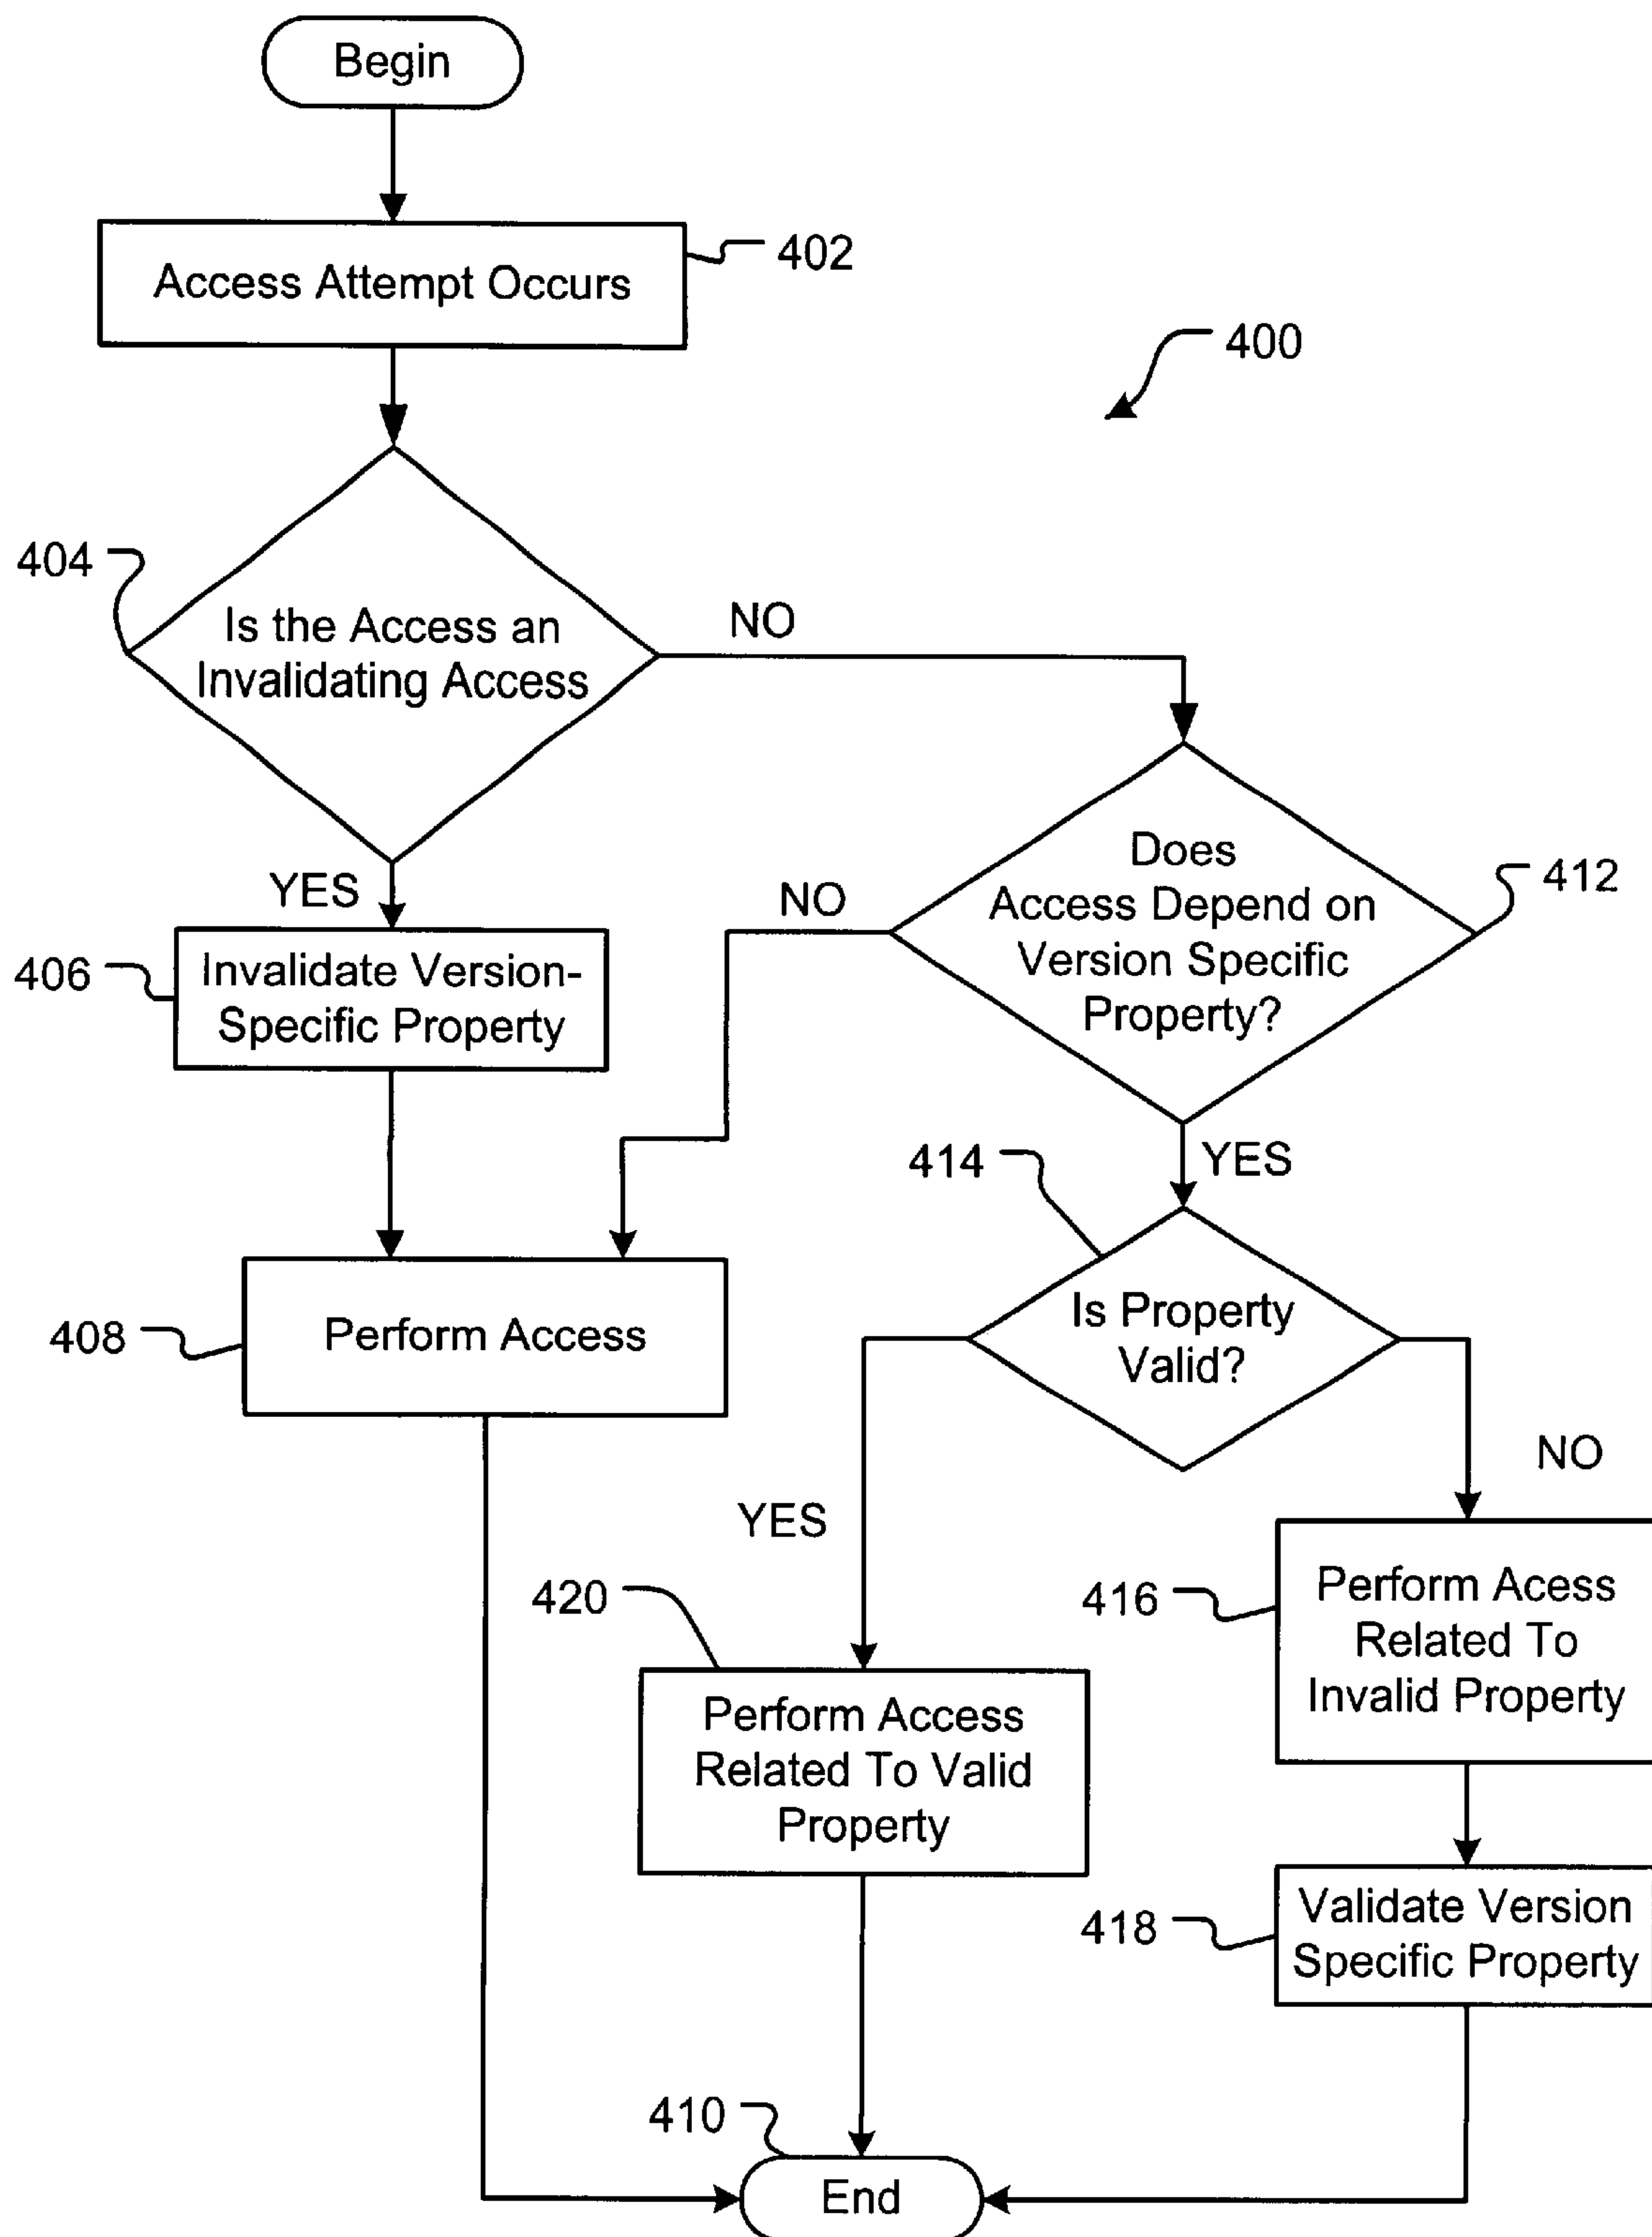 Begin
Access Attempt Occurs
402
400
404
Is the Access an
Invalidating Access
NO
YES
406
Invalidate Version-
Specific Property
NO
Does
Access Depend on
Version Specific
Property?
412
414
YES
408
Perform Access
Is Property
Valid?
YES
NO
420
Perform Access
Related To Valid
Property
416
Perform Acess
Related To
Invalid Property
418
Validate Version
Specific Property
410
End